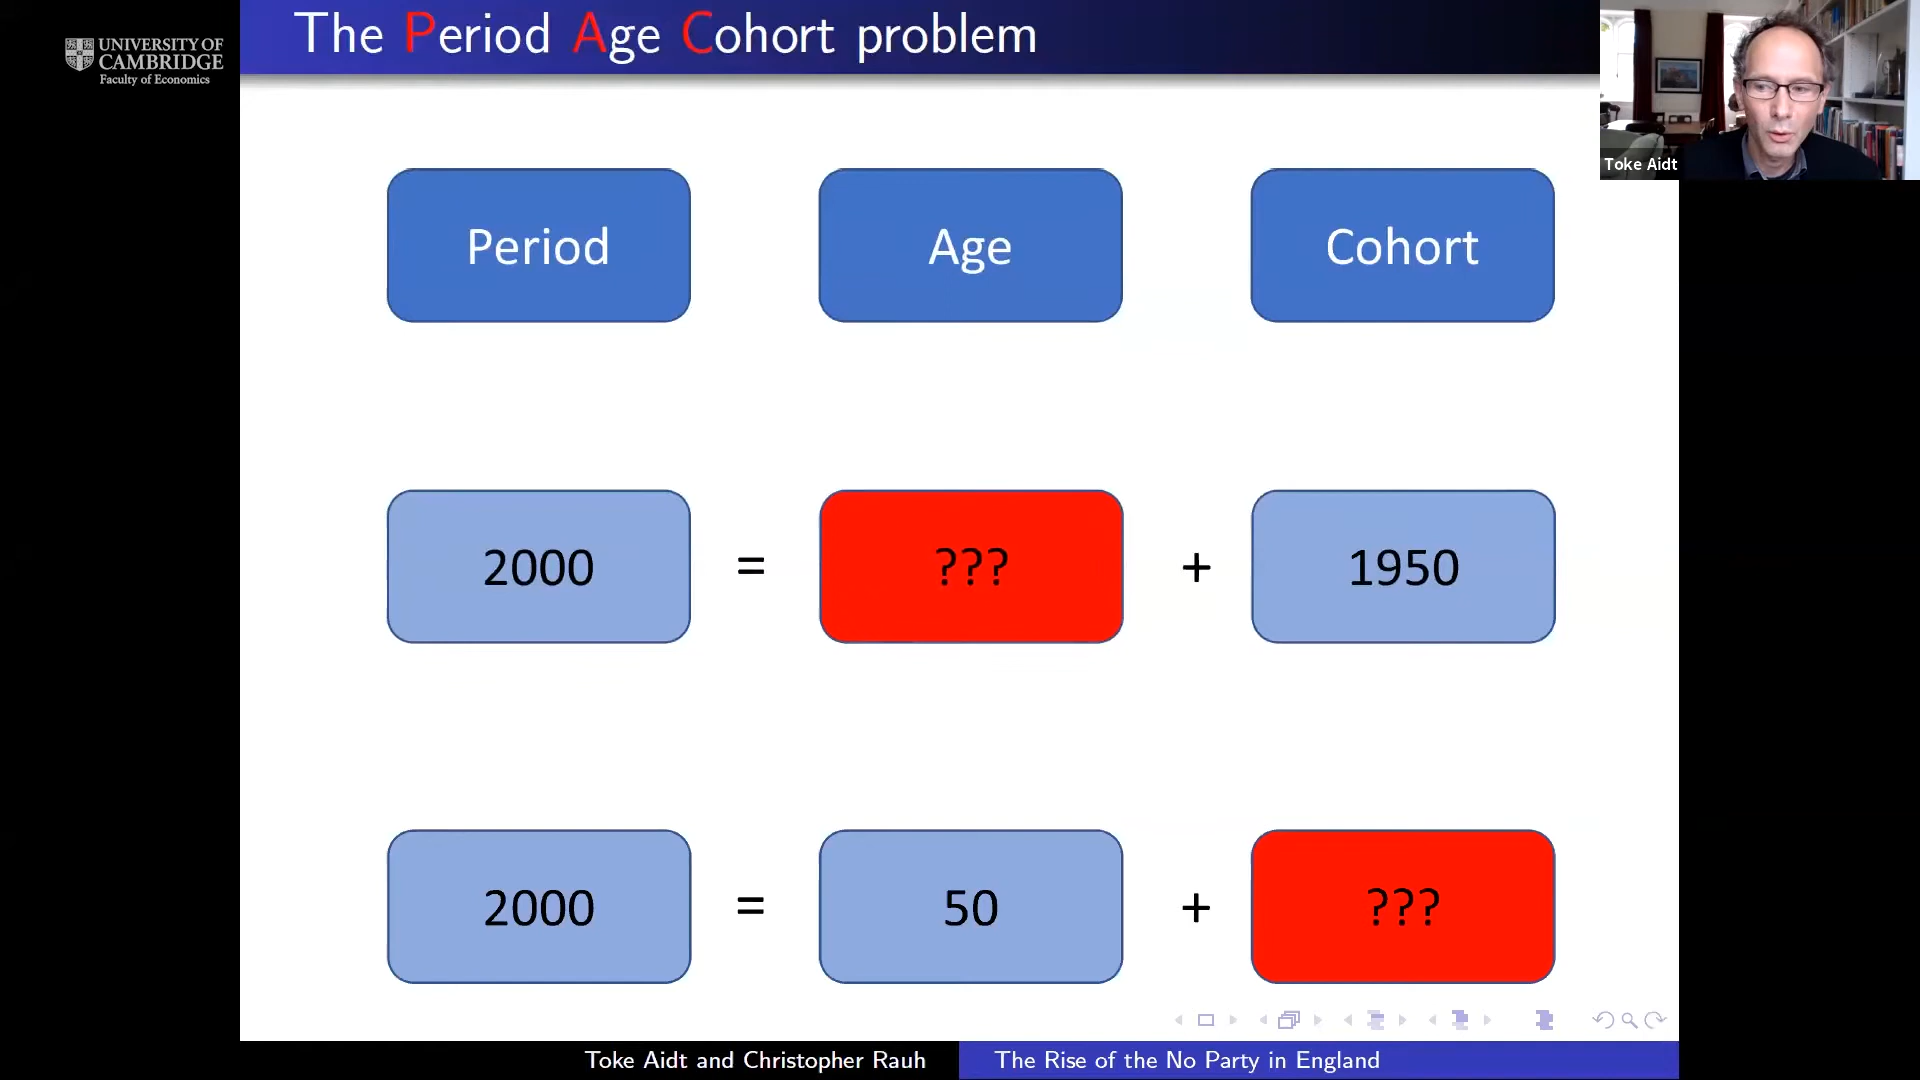 UNIVERSITY OF
CAMBRIDGE
Faculty of Economics
The Period Age Cohort problem
Toke Aidt
Period Age Cohort
2000 = ??? + 1950
2000 = 50 + ???
Toke Aidt and Christopher Rauh The Rise of the No Party in England